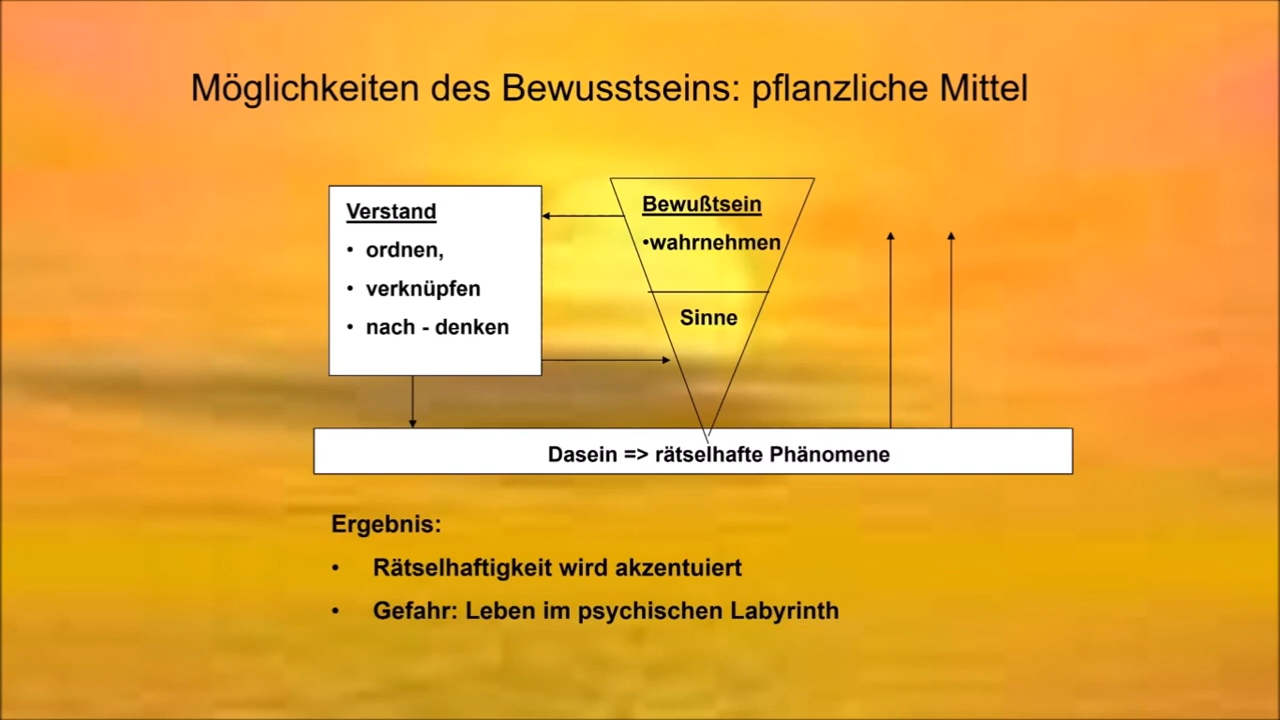 Möglichkeiten des Bewusstseins: pflanzliche Mittel
Verstand
• ordnen,
• verknüpfen
• nach - denken
Bewußtsein
•wahrnehmen
Sinne
Dasein => rätselhafte Phänomene
Ergebnis:
• Rätselhaftigkeit wird akzentuiert
• Gefahr: Leben im psychischen Labyrinth